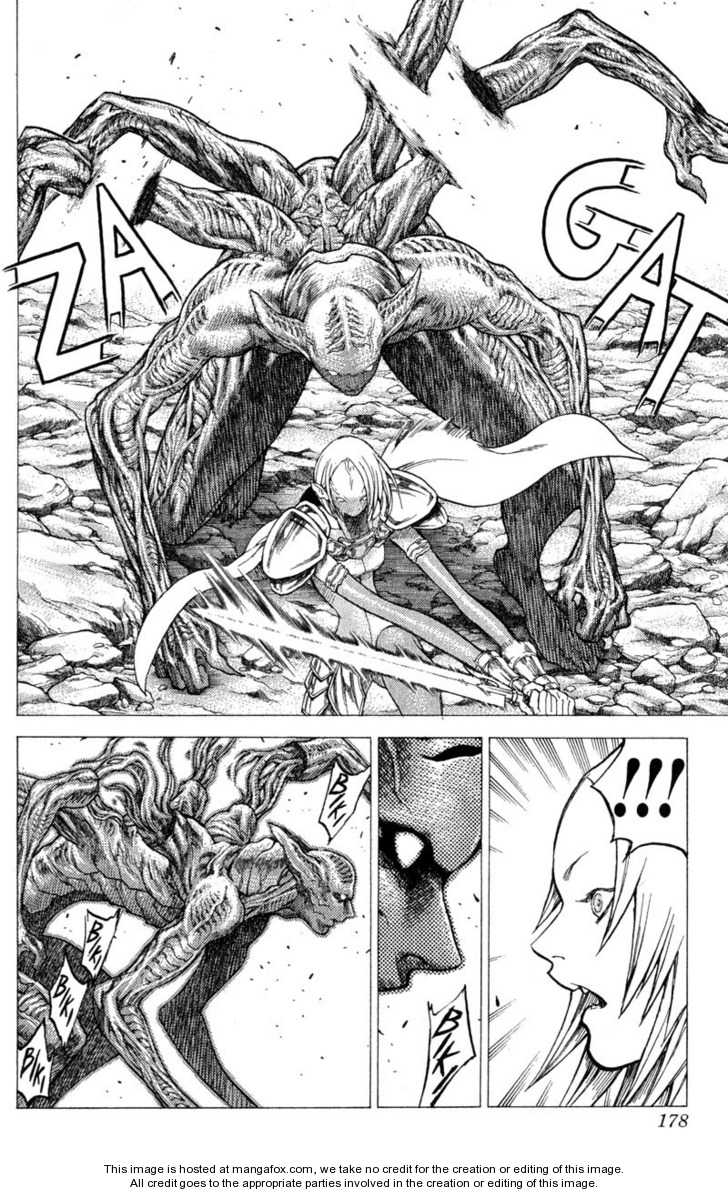 ZA
GAT
!!!
BIKI
BIKI
BIKI
BIKI
BIKI
178
This image is hosted at mangafox.com, we take no credit for the creation or editing of this image.
All credit goes to the appropriate parties involved in the creation or editing of this image.